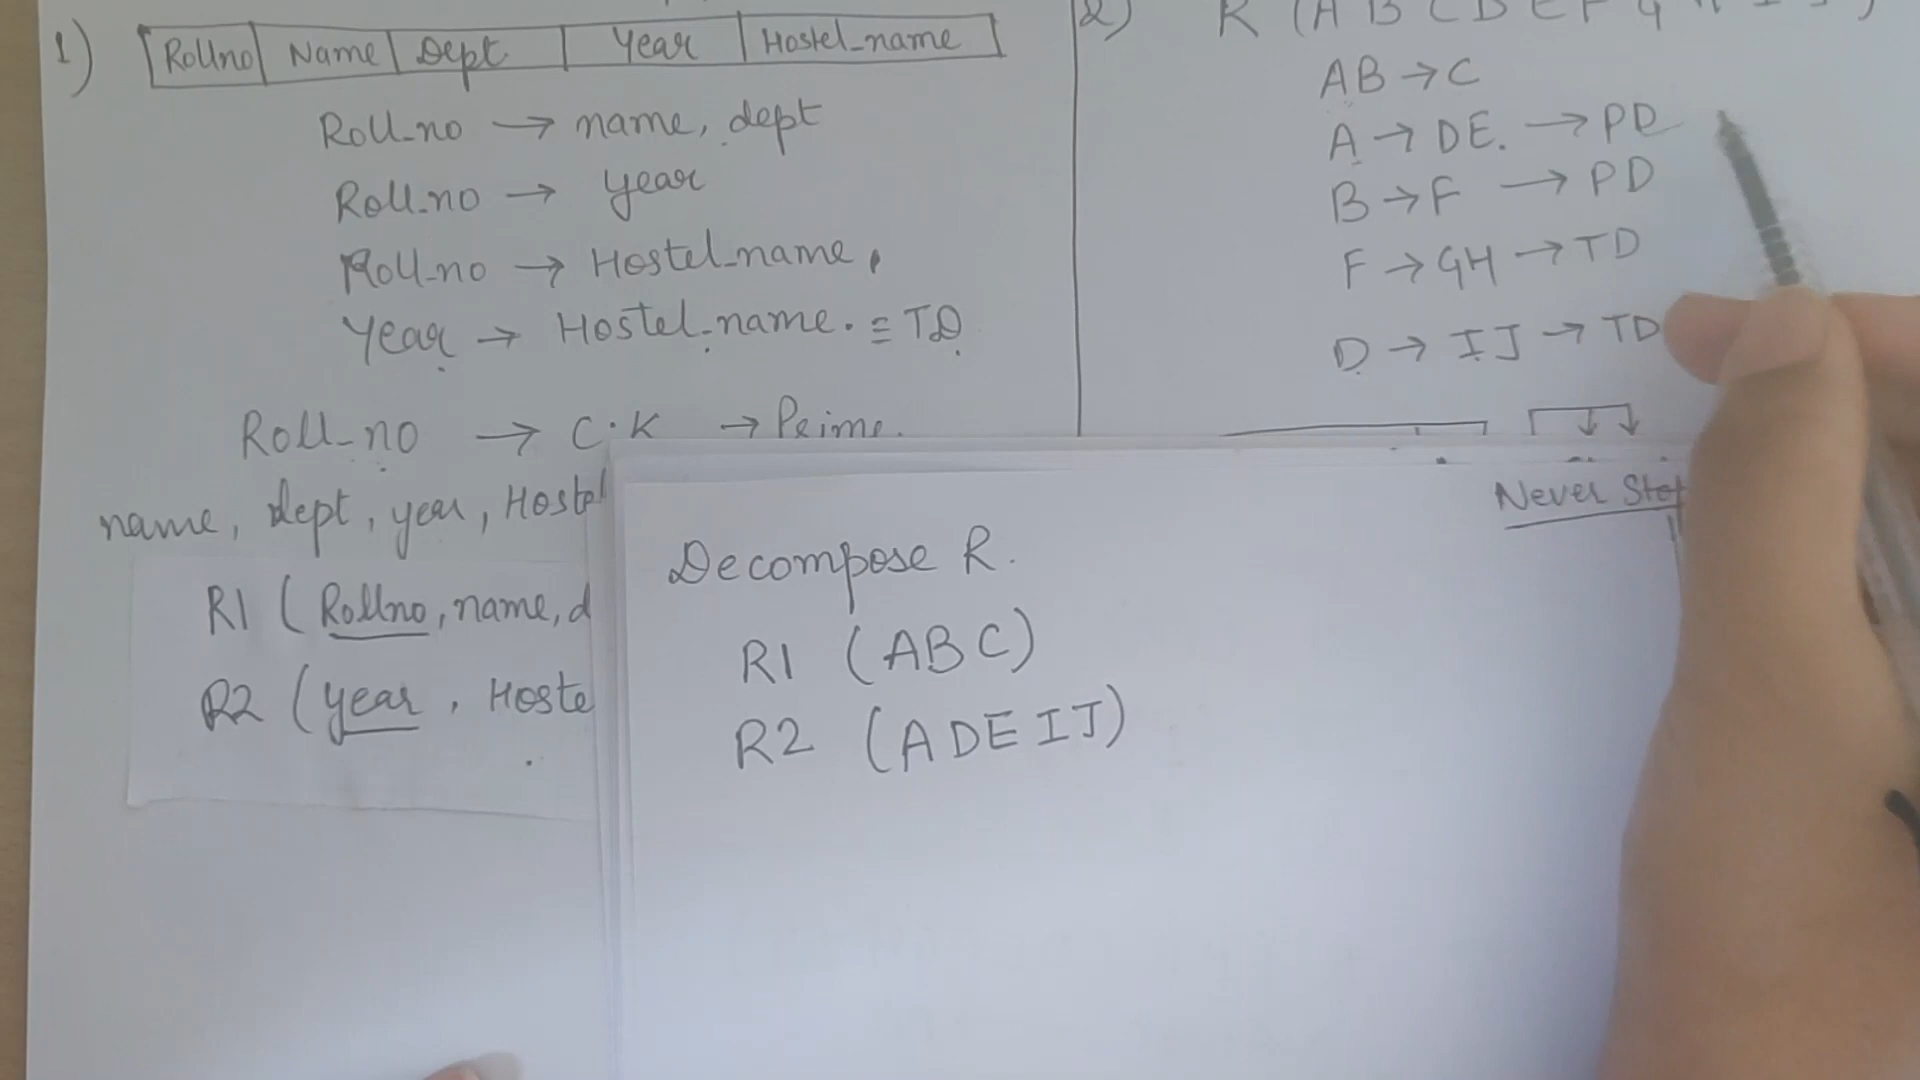 1) Rollno Name Dept Year Hostel_name
Roll_no → name, dept
Roll_no → year
Roll_no → Hostel_name.
Year → Hostel_name. = TD
Roll_no → C.K → Prime.
name, dept, year, Hostel
R1 ( Rollno, name, d
R2 ( year, Hoste
2) R (A B C D E F G H I J )
AB → C
A → DE. → PD
B → F → PD
F → GH → TD
D → IJ → TD
Never Stop
Decompose R.
R1 (ABC)
R2 (ADEIJ)